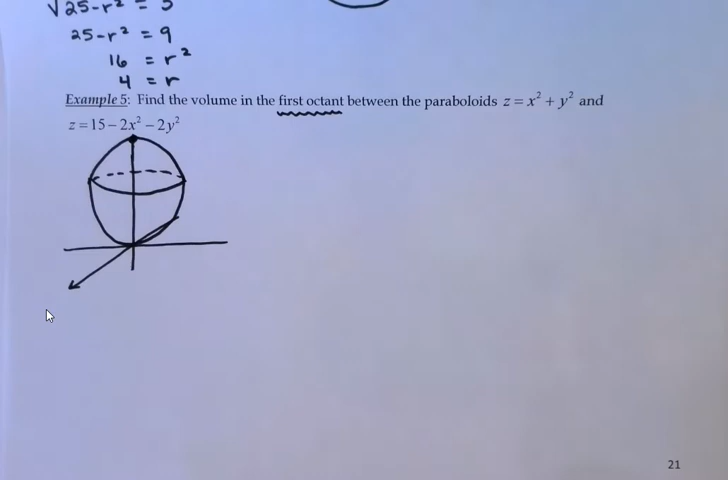 √25-r² = 3
25-r² = 9
16 = r²
4 = r
Example 5: Find the volume in the first octant between the paraboloids z = x² + y² and
z = 15 - 2x² - 2y²
21